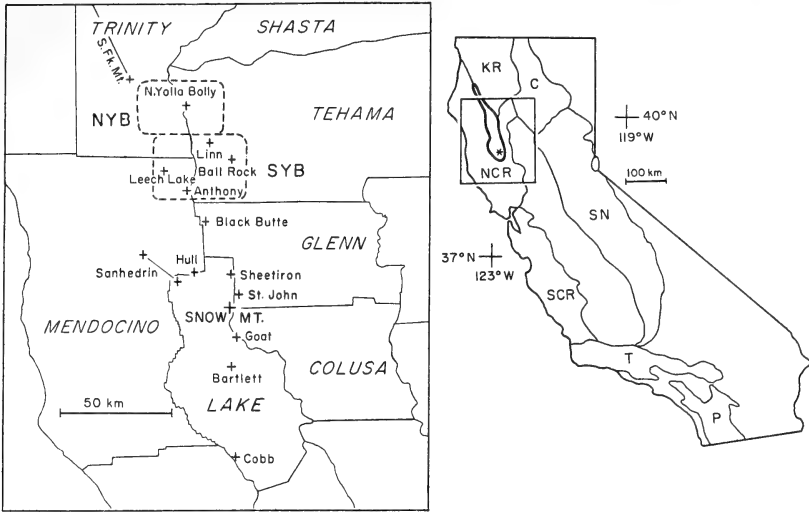 TRINITY
SHASTA
S. Fk. Mt.
N. Yolla Bolly
TEHAMA
NYB
Linn
Ball Rock
SYB
Leech Lake
Anthony
Black Butte
GLENN
Hull
Sanhedrin
Sheetiron
St. John
SNOW MT.
MENDOCINO
Goat
COLUSA
Bartlett
50 km
LAKE
Cobb
KR
C
40°N
119°W
*
NCR
100 km
SN
37°N
123°W
SCR
T
P